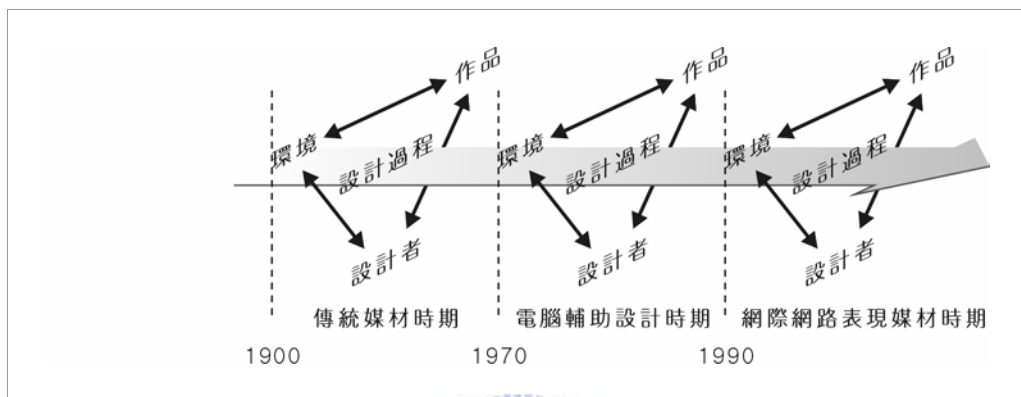 作品
環境
設計過程
設計者
傳統媒材時期
1900
作品
環境
設計過程
設計者
電腦輔助設計時期
1970
作品
環境
設計過程
設計者
網際網路表現媒材時期
1990